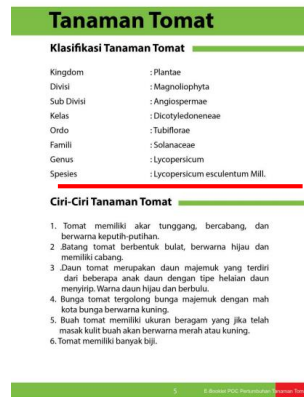 Tanaman Tomat
Klasifikasi Tanaman Tomat
Kingdom : Plantae
Divisi : Magnoliophyta
Sub Divisi : Angiospermae
Kelas : Dicotyledoneneae
Ordo : Tubiflorae
Famili : Solanaceae
Genus : Lycopersicum
Spesies : Lycopersicum esculentum Mill.
Ciri-Ciri Tanaman Tomat
1. Tomat memiliki akar tunggang, bercabang, dan
berwarna keputih-putihan.
2 .Batang tomat berbentuk bulat, berwarna hijau dan
memiliki cabang.
3 .Daun tomat merupakan daun majemuk yang terdiri
dari beberapa anak daun dengan tipe helaian daun
menyirip. Warna daun hijau dan berbulu.
4. Bunga tomat tergolong bunga majemuk dengan mah
kota bunga berwarna kuning.
5. Buah tomat memiliki ukuran beragam yang jika telah
masak kulit buah akan berwarna merah atau kuning.
6. Tomat memiliki banyak biji.
5 E-Booklet POC Pertumbuhan Tanaman